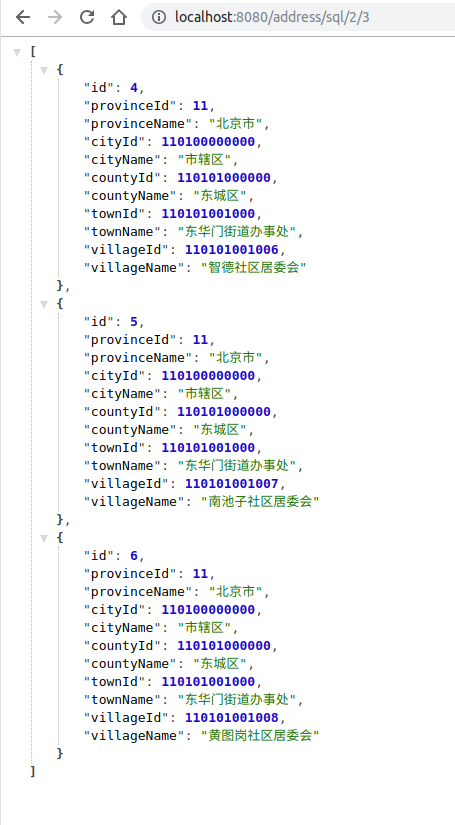 localhost:8080/address/sql/2/3
[
{
"id": 4,
"provinceId": 11,
"provinceName": "北京市",
"cityId": 110100000000,
"cityName": "市辖区",
"countyId": 110101000000,
"countyName": "东城区",
"townId": 110101001000,
"townName": "东华门街道办事处",
"villageId": 110101001006,
"villageName": "智德社区居委会"
},
{
"id": 5,
"provinceId": 11,
"provinceName": "北京市",
"cityId": 110100000000,
"cityName": "市辖区",
"countyId": 110101000000,
"countyName": "东城区",
"townId": 110101001000,
"townName": "东华门街道办事处",
"villageId": 110101001007,
"villageName": "南池子社区居委会"
},
{
"id": 6,
"provinceId": 11,
"provinceName": "北京市",
"cityId": 110100000000,
"cityName": "市辖区",
"countyId": 110101000000,
"countyName": "东城区",
"townId": 110101001000,
"townName": "东华门街道办事处",
"villageId": 110101001008,
"villageName": "黄图岗社区居委会"
}
]